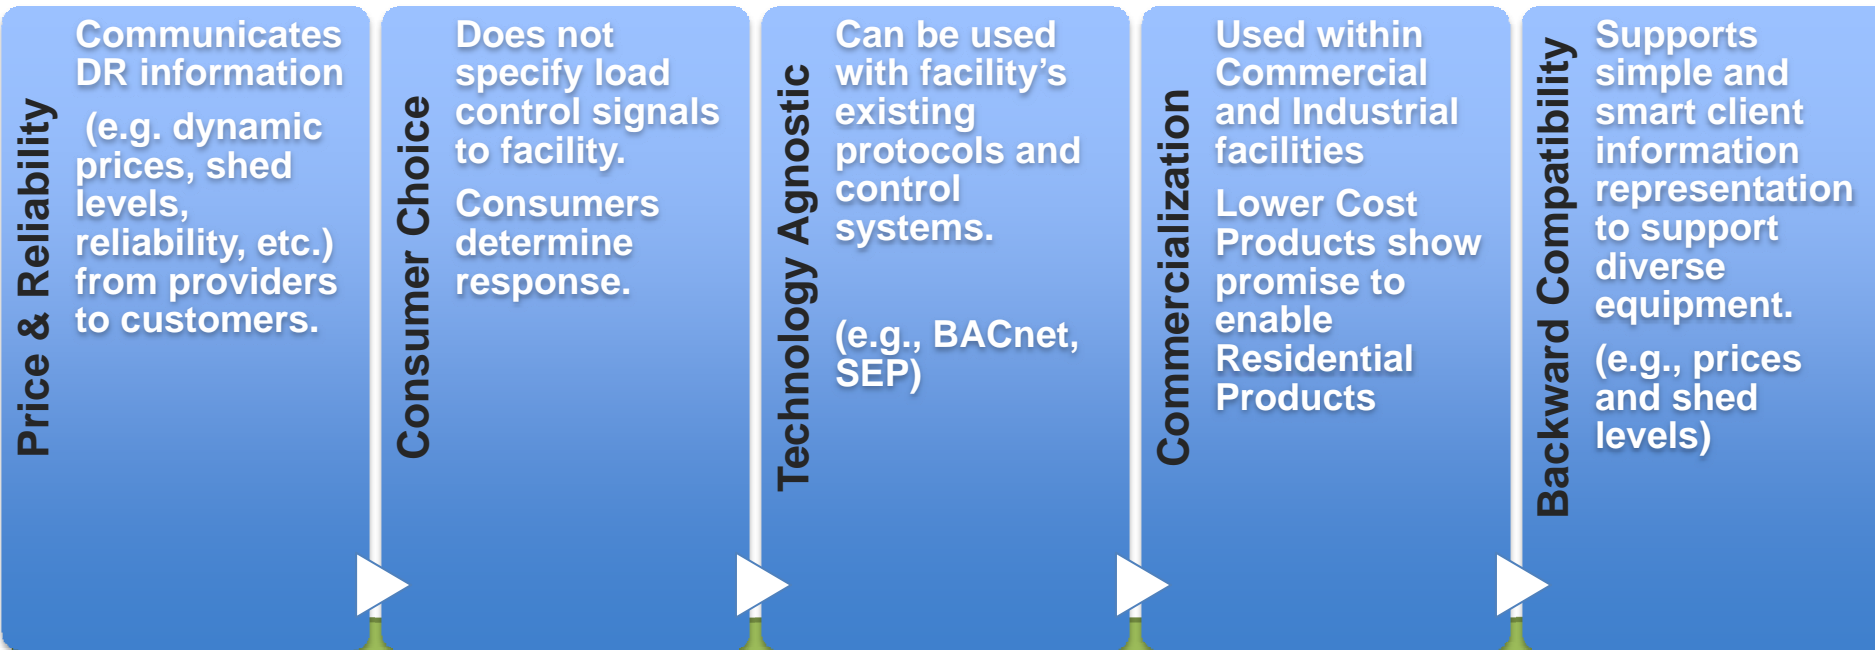 Price & Reliability
Communicates
DR information
(e.g. dynamic
prices, shed
levels,
reliability, etc.)
from providers
to customers.
Consumer Choice
Does not
specify load
control signals
to facility.
Consumers
determine
response.
Technology Agnostic
Can be used
with facility’s
existing
protocols and
control
systems.
(e.g., BACnet,
SEP)
Commercialization
Used within
Commercial
and Industrial
facilities
Lower Cost
Products show
promise to
enable
Residential
Products
Backward Compatibility
Supports
simple and
smart client
information
representation
to support
diverse
equipment.
(e.g., prices
and shed
levels)